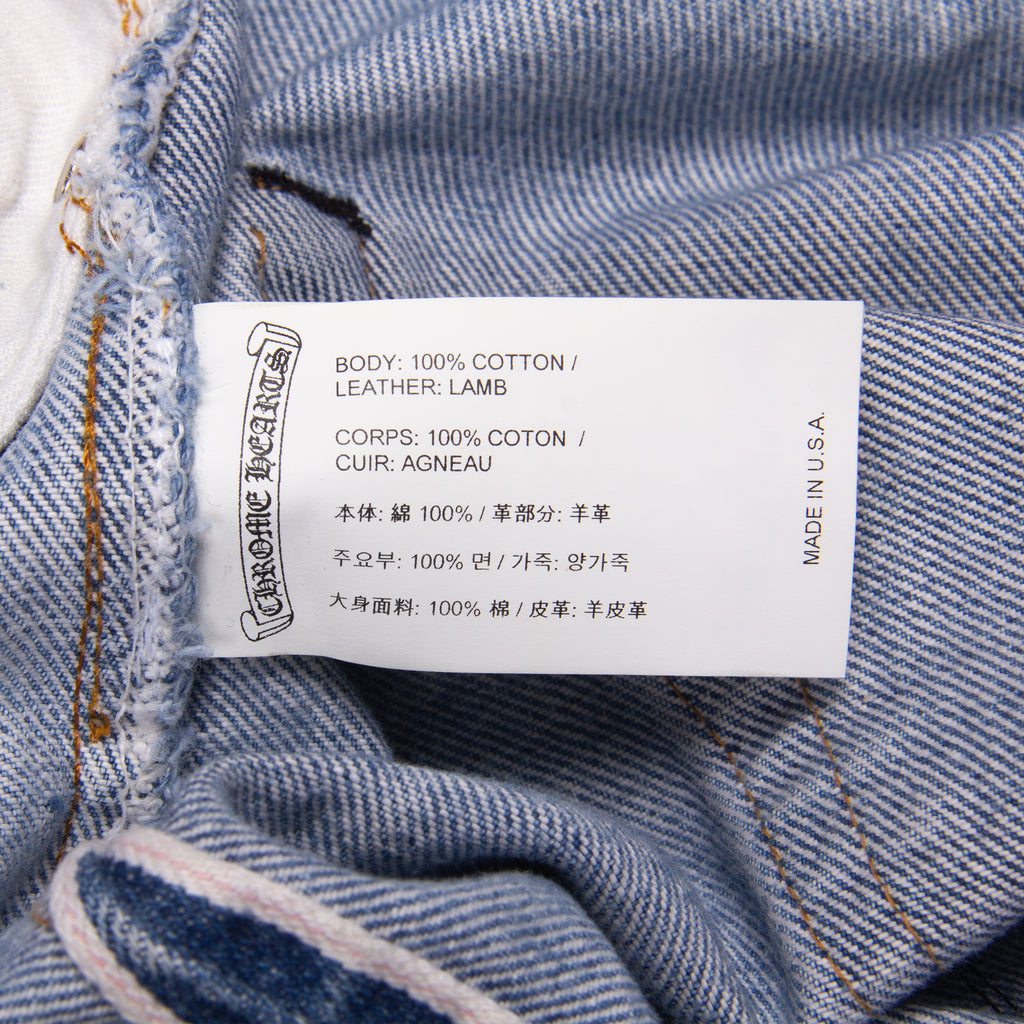 CHROME HEARTS
BODY: 100% COTTON /
LEATHER: LAMB
CORPS: 100% COTON /
CUIR: AGNEAU
本体: 綿 100% / 革部分: 羊革
주요부: 100% 면 / 가죽: 양가죽
大身面料: 100% 棉 / 皮革: 羊皮革
MADE IN U.S.A.